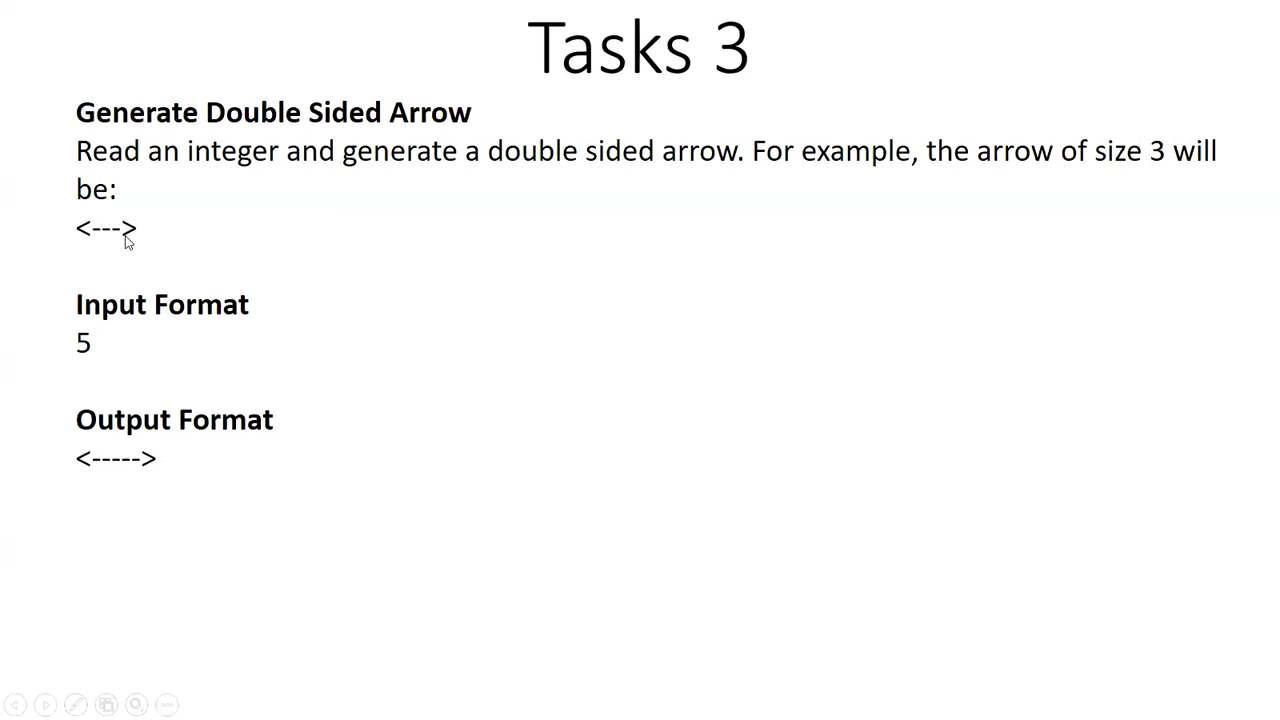 Tasks 3
Generate Double Sided Arrow
Read an integer and generate a double sided arrow. For example, the arrow of size 3 will
be:
<--->
Input Format
5
Output Format
<----->